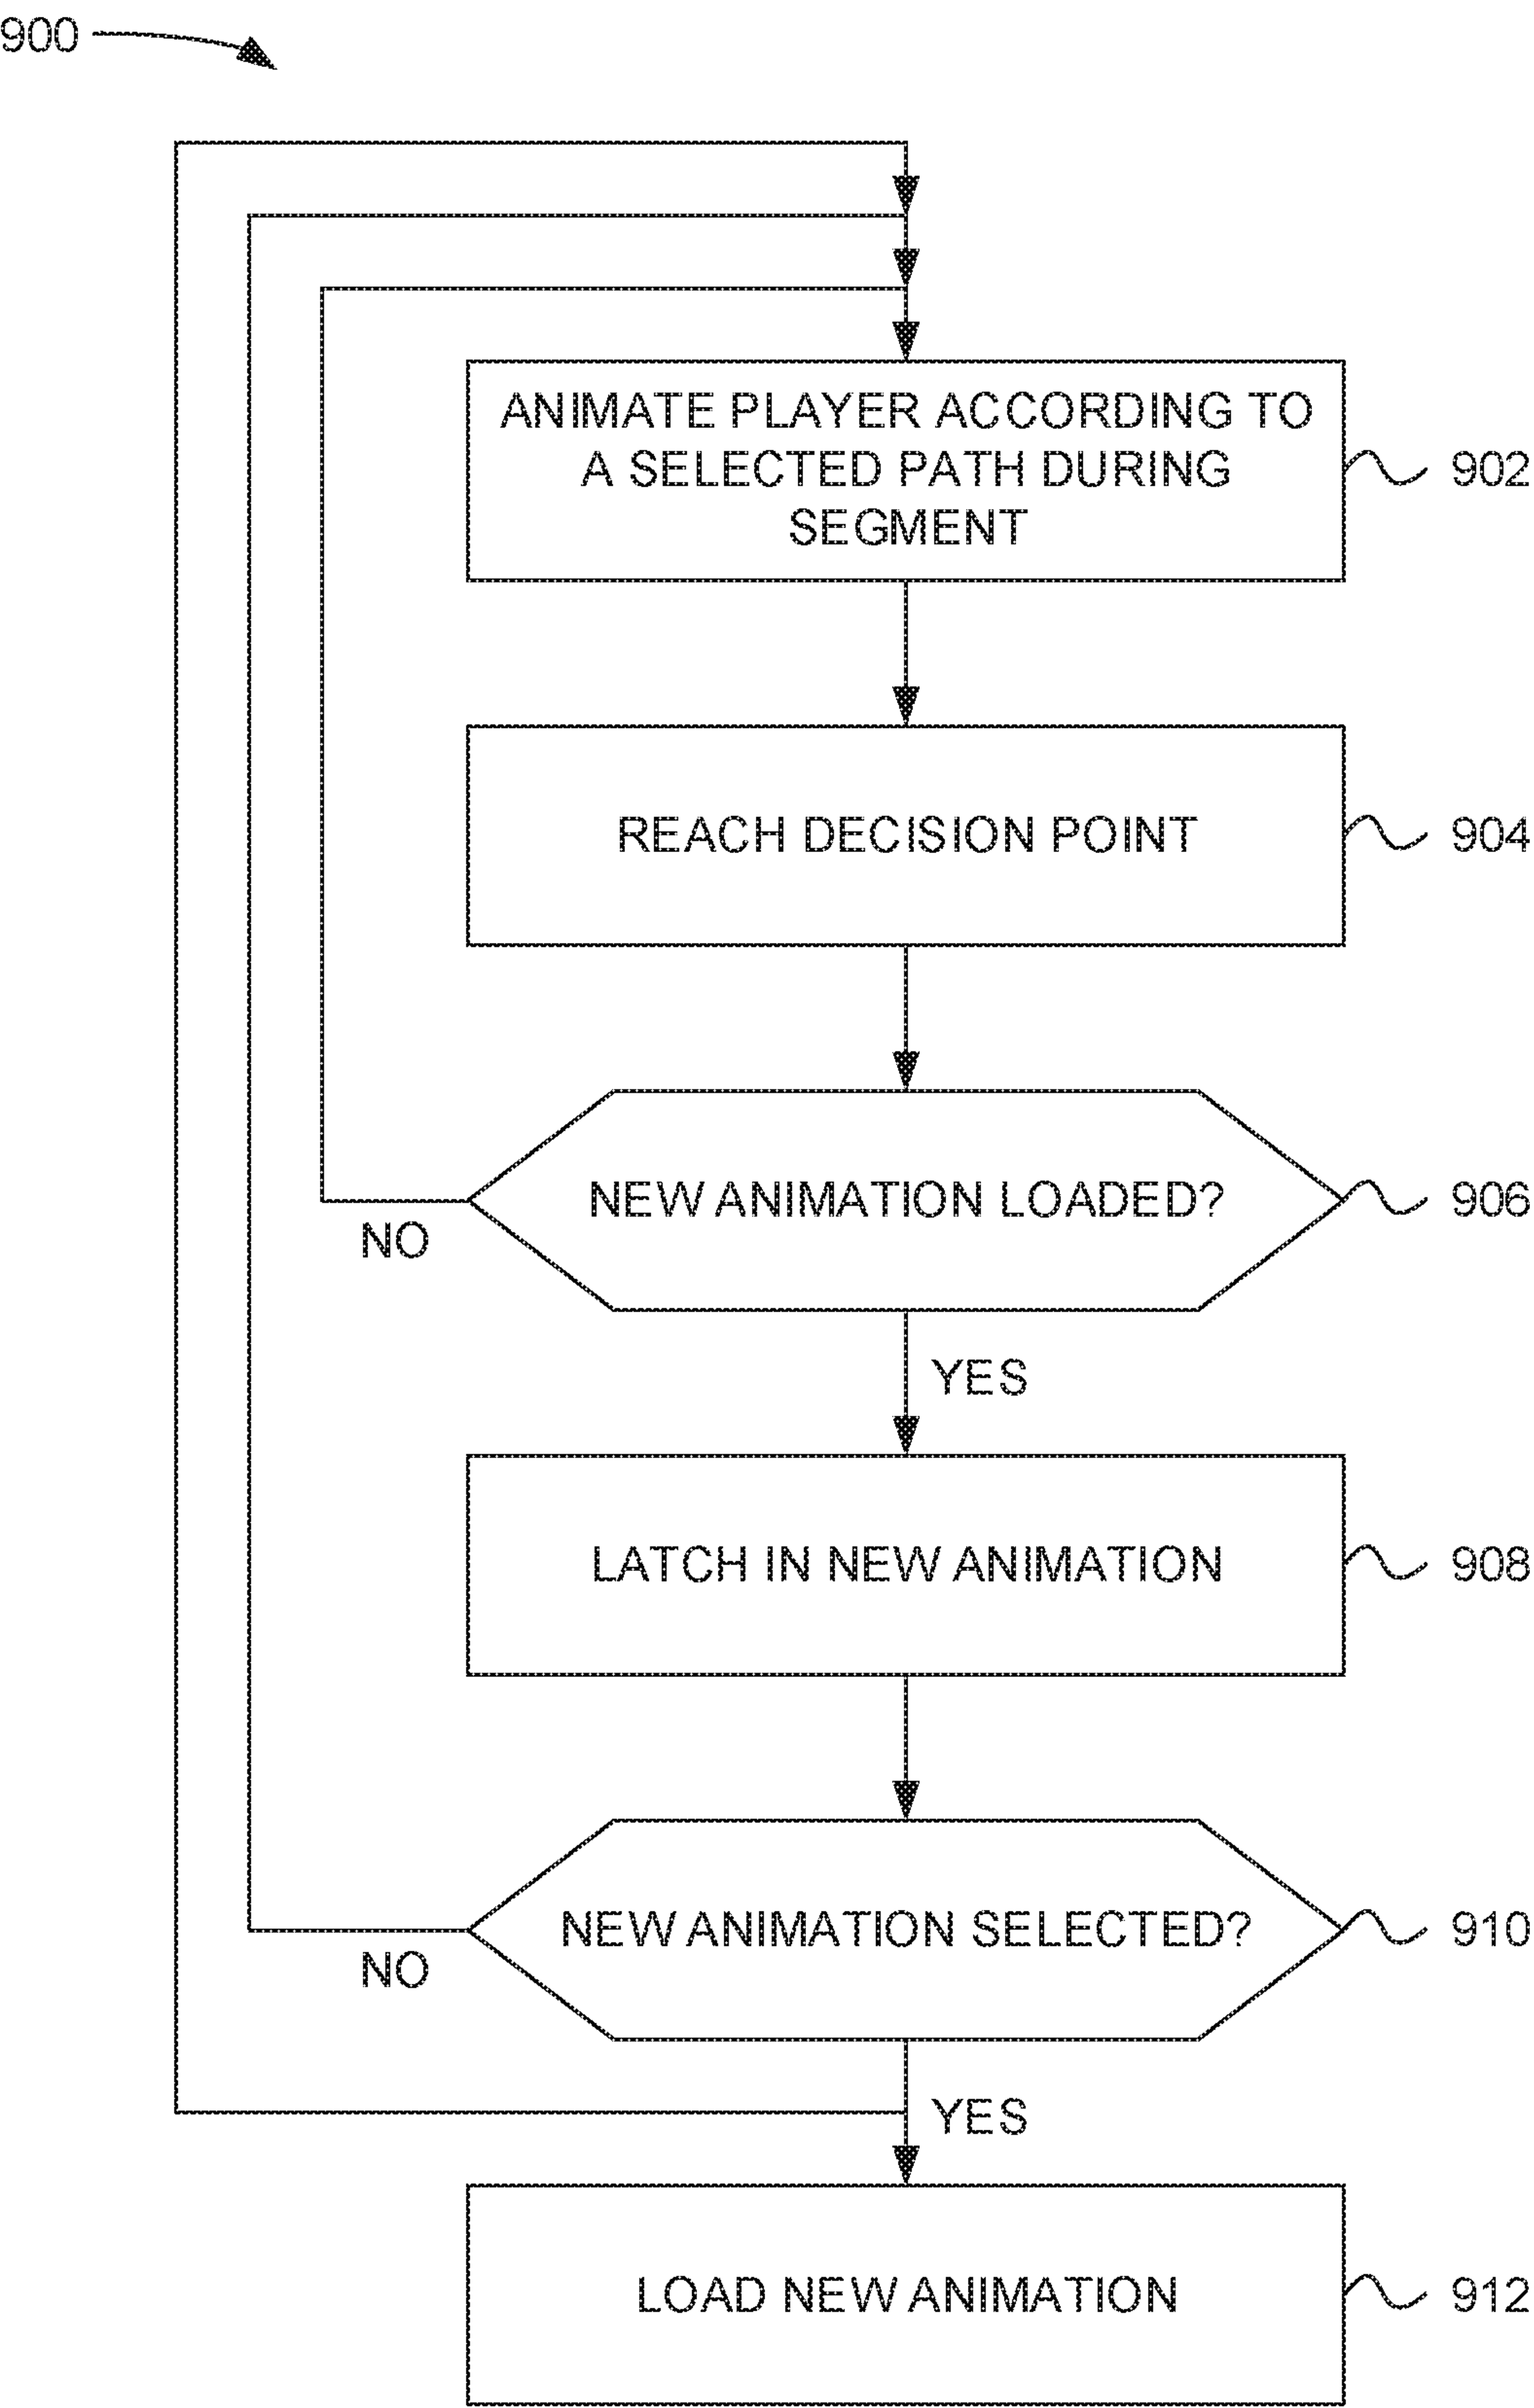 900
ANIMATE PLAYER ACCORDING TO
A SELECTED PATH DURING
SEGMENT
902
REACH DECISION POINT
904
NEW ANIMATION LOADED?
906
NO
YES
LATCH IN NEW ANIMATION
908
NEW ANIMATION SELECTED?
910
NO
YES
LOAD NEW ANIMATION
912